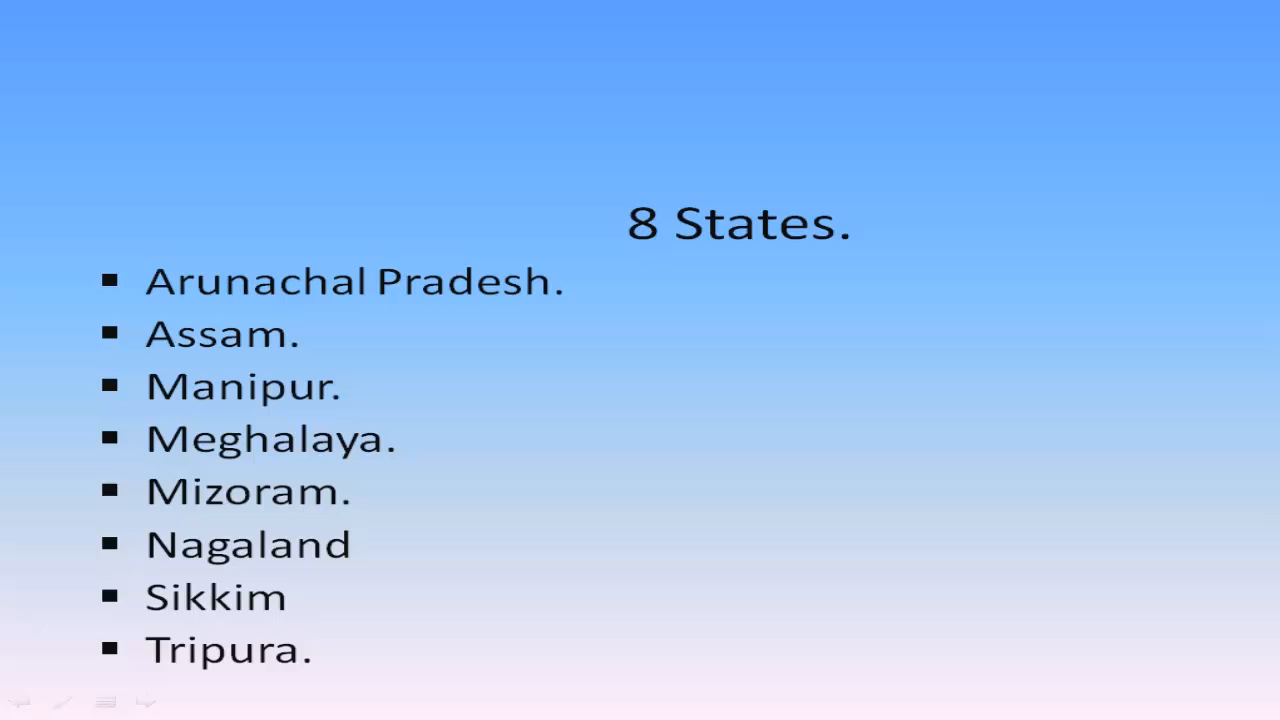 8 States.
▪ Arunachal Pradesh.
▪ Assam.
▪ Manipur.
▪ Meghalaya.
▪ Mizoram.
▪ Nagaland
▪ Sikkim
▪ Tripura.